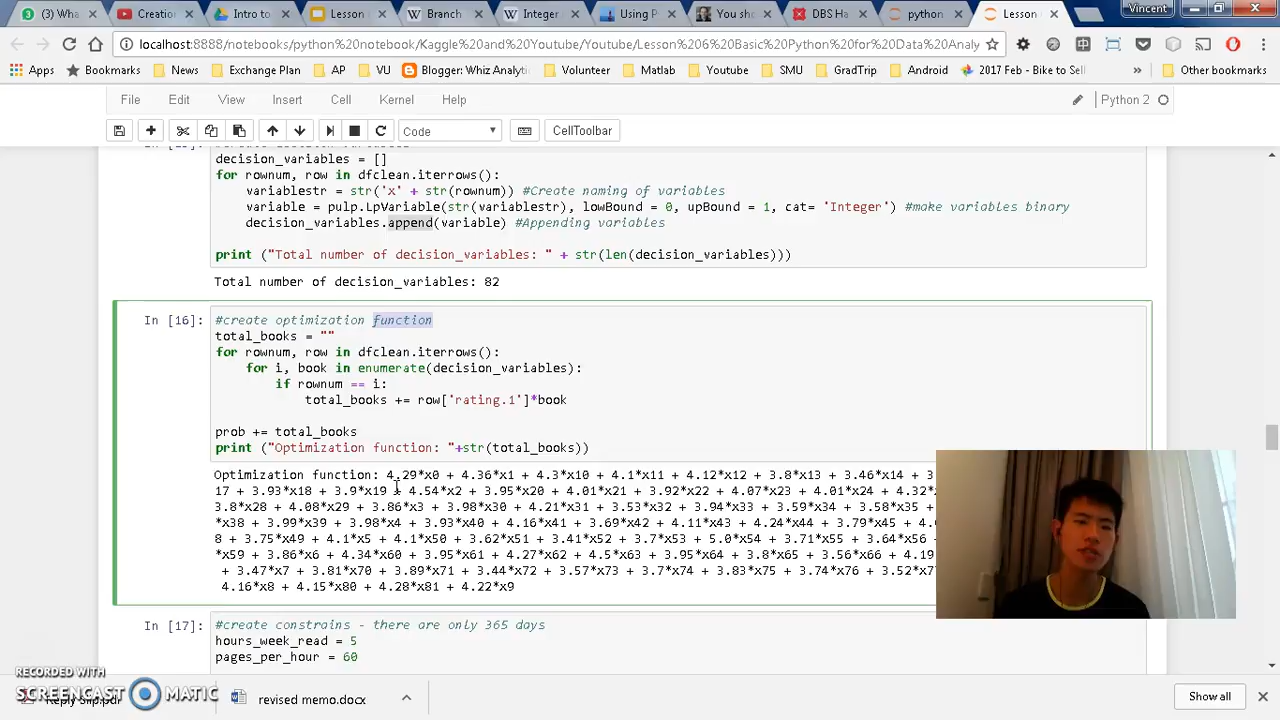 (3) Wha
Creation
Intro to
Lesson
Bran
Integer
Using P
You sho
DBS Ha
python
Lesson
Vincent
localhost:8888/notebooks/python%20notebook/Kaggle%20and%20Youtube/Youtube/Lesson%206%20Basic%20Python%20for%20Data%20Analy
Apps
Bookmarks
News
Exchange Plan
AP
VU
Blogger: Whiz Analytic
Volunteer
Matlab
Youtube
SMU
GradTrip
Android
2017 Feb - Bike to Sel
»
Other bookmarks
File
Edit
View
Insert
Cell
Kernel
Help
Python 2
Code
CellToolbar
decision_variables = []
for rownum, row in dfclean.iterrows():
variablestr = str('x' + str(rownum)) #Create naming of variables
variable = pulp.LpVariable(str(variablestr), lowBound = 0, upBound = 1, cat= 'Integer') #make variables binary
decision_variables.append(variable) #Appending variables
print ("Total number of decision_variables: " + str(len(decision_variables)))
Total number of decision_variables: 82
In [16]:
#create optimization function
total_books = ""
for rownum, row in dfclean.iterrows():
for i, book in enumerate(decision_variables):
if rownum == i:
total_books += row['rating.1']*book
prob += total_books
print ("Optimization function: "+str(total_books))
Optimization function: 4.29*x0 + 4.36*x1 + 4.3*x10 + 4.1*x11 + 4.12*x12 + 3.8*x13 + 3.46*x14 + 3
17 + 3.93*x18 + 3.9*x19 + 4.54*x2 + 3.95*x20 + 4.01*x21 + 3.92*x22 + 4.07*x23 + 4.01*x24 + 4.32*
3.8*x28 + 4.08*x29 + 3.86*x3 + 3.98*x30 + 4.21*x31 + 3.53*x32 + 3.94*x33 + 3.59*x34 + 3.58*x35 +
*x38 + 3.99*x39 + 3.98*x4 + 3.93*x40 + 4.16*x41 + 3.69*x42 + 4.11*x43 + 4.24*x44 + 3.79*x45 + 4.
8 + 3.75*x49 + 4.19*x5 + 4.1*x50 + 3.62*x51 + 3.41*x52 + 3.7*x53 + 5.0*x54 + 3.71*x55 + 3.64*x56
*x59 + 3.86*x6 + 4.34*x60 + 3.95*x61 + 4.27*x62 + 4.5*x63 + 3.95*x64 + 3.8*x65 + 3.56*x66 + 4.19
+ 3.47*x7 + 3.81*x70 + 3.89*x71 + 3.44*x72 + 3.57*x73 + 3.7*x74 + 3.83*x75 + 3.74*x76 + 3.52*x7
4.16*x8 + 4.15*x80 + 4.28*x81 + 4.22*x9
In [17]:
#create constrains - there are only 365 days
hours_week_read = 5
pages_per_hour = 60
RECORDED WITH
SCREENCAST MATIC
Reply Slip.pdf
revised memo.docx
Show all